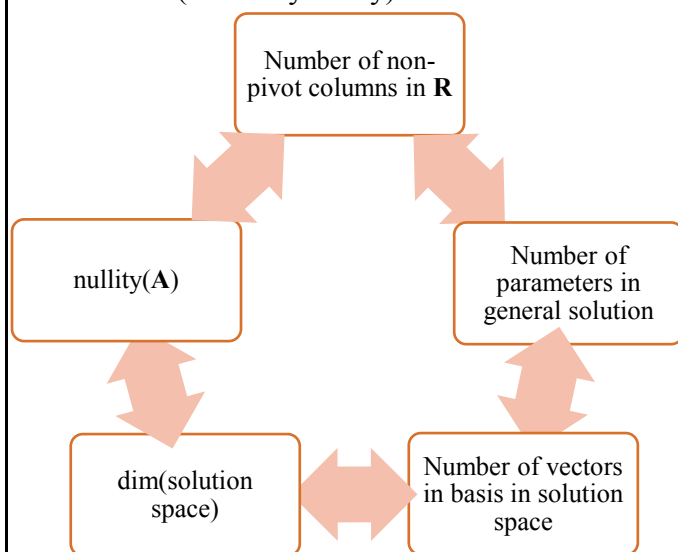 Number of non-
pivot columns in R
nullity(A)
Number of
parameters in
general solution
dim(solution
space)
Number of vectors
in basis in solution
space